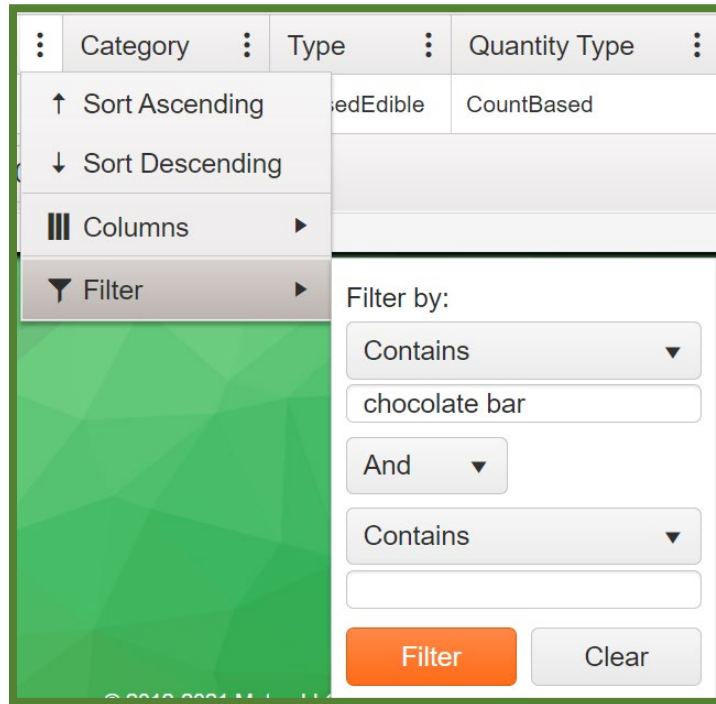 Category Type Quantity Type
Sort Ascending edEdible CountBased
Sort Descending
Columns
Filter
Filter by:
Contains
chocolate bar
And
Contains
Filter Clear